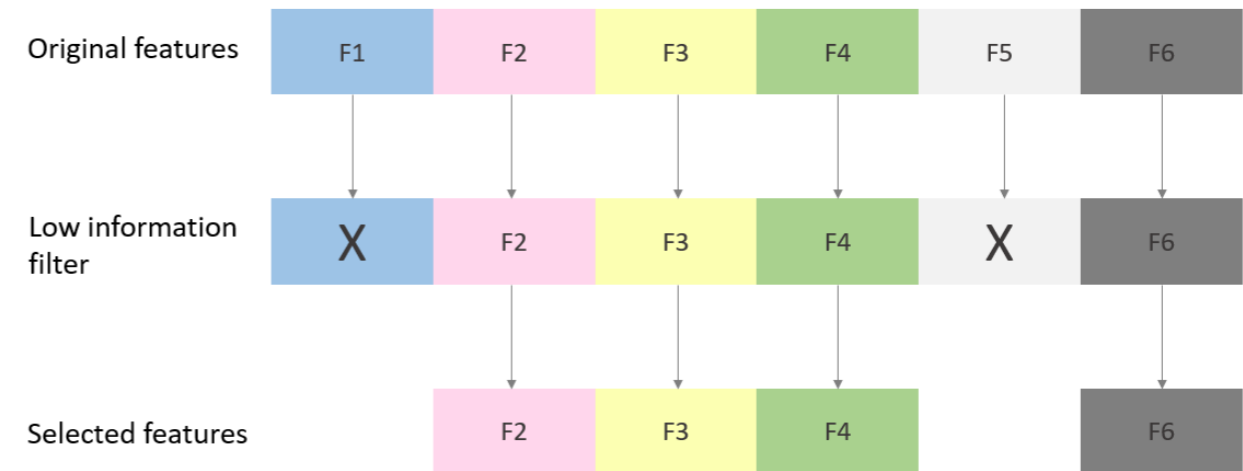 Original features F1 F2 F3 F4 F5 F6
Low information
filter X F2 F3 F4 X F6
Selected features F2 F3 F4 F6